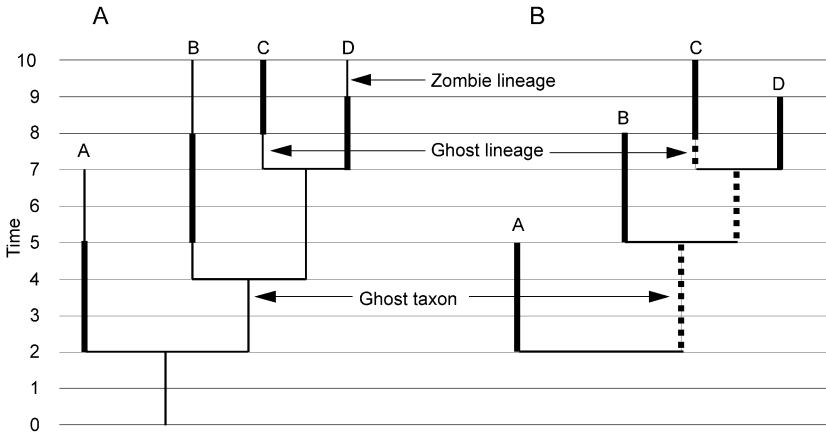 A B
B C D C
10
Zombie lineage
9 D
8 B
A Ghost lineage
7
6
A
5
4
Ghost taxon
3
2
1
0
Time